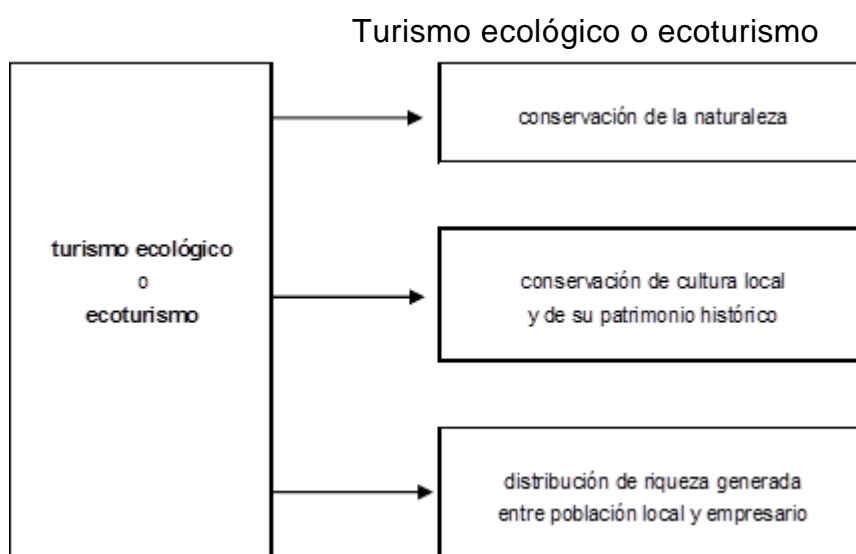 Turismo ecológico o ecoturismo
turismo ecológico
o
ecoturismo
conservación de la naturaleza
conservación de cultura local
y de su patrimonio histórico
distribución de riqueza generada
entre población local y empresario